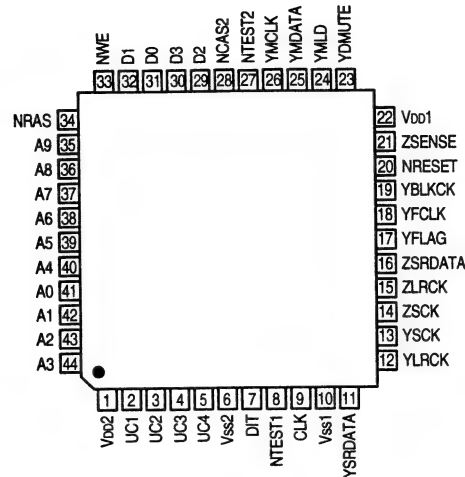 NWE D1 D0 D3 D2 NCAS2 NTEST2 YMCLK YMDATA YMLD YDMUTE
33 32 31 30 29 28 27 26 25 24 23
NRAS 34
A9 35
A8 36
A7 37
A6 38
A5 39
A4 40
A0 41
A1 42
A2 43
A3 44
22 VDD1
21 ZSENSE
20 NRESET
19 YBLKCK
18 YFCLK
17 YFLAG
16 ZSRDATA
15 ZLRCK
14 ZSCK
13 YSCK
12 YLRCK
1 2 3 4 5 6 7 8 9 10 11
VDD2 UC1 UC2 UC3 UC4 VSS2 DIT NTEST1 CLK VSS1 YSRDATA